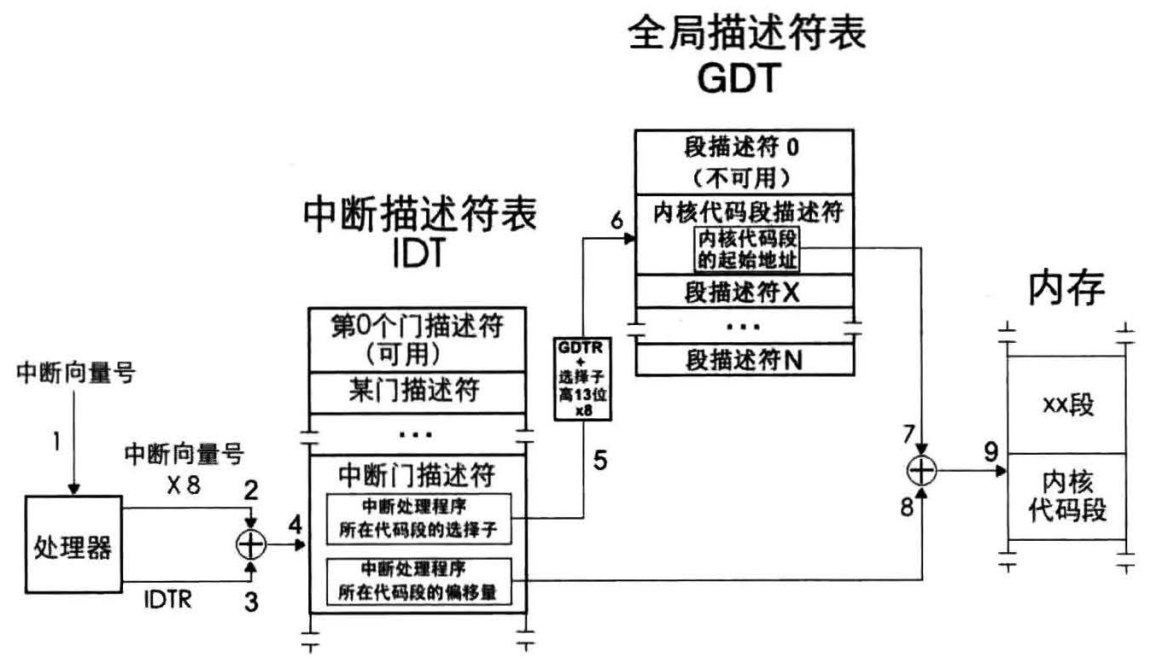 全局描述符表
GDT
段描述符 0
（不可用）
内核代码段描述符
内核代码段
的起始地址
段描述符X
...
段描述符N
中断描述符表
IDT
第0个门描述符
（可用）
某门描述符
...
中断门描述符
中断处理程序
所在代码段的选择子
中断处理程序
所在代码段的偏移量
中断向量号
1
处理器
中断向量号
X 8
2
IDTR
3
4
GDTR
+
选择子
高13位
x8
5
6
7
8
9
内存
xx段
内核
代码段